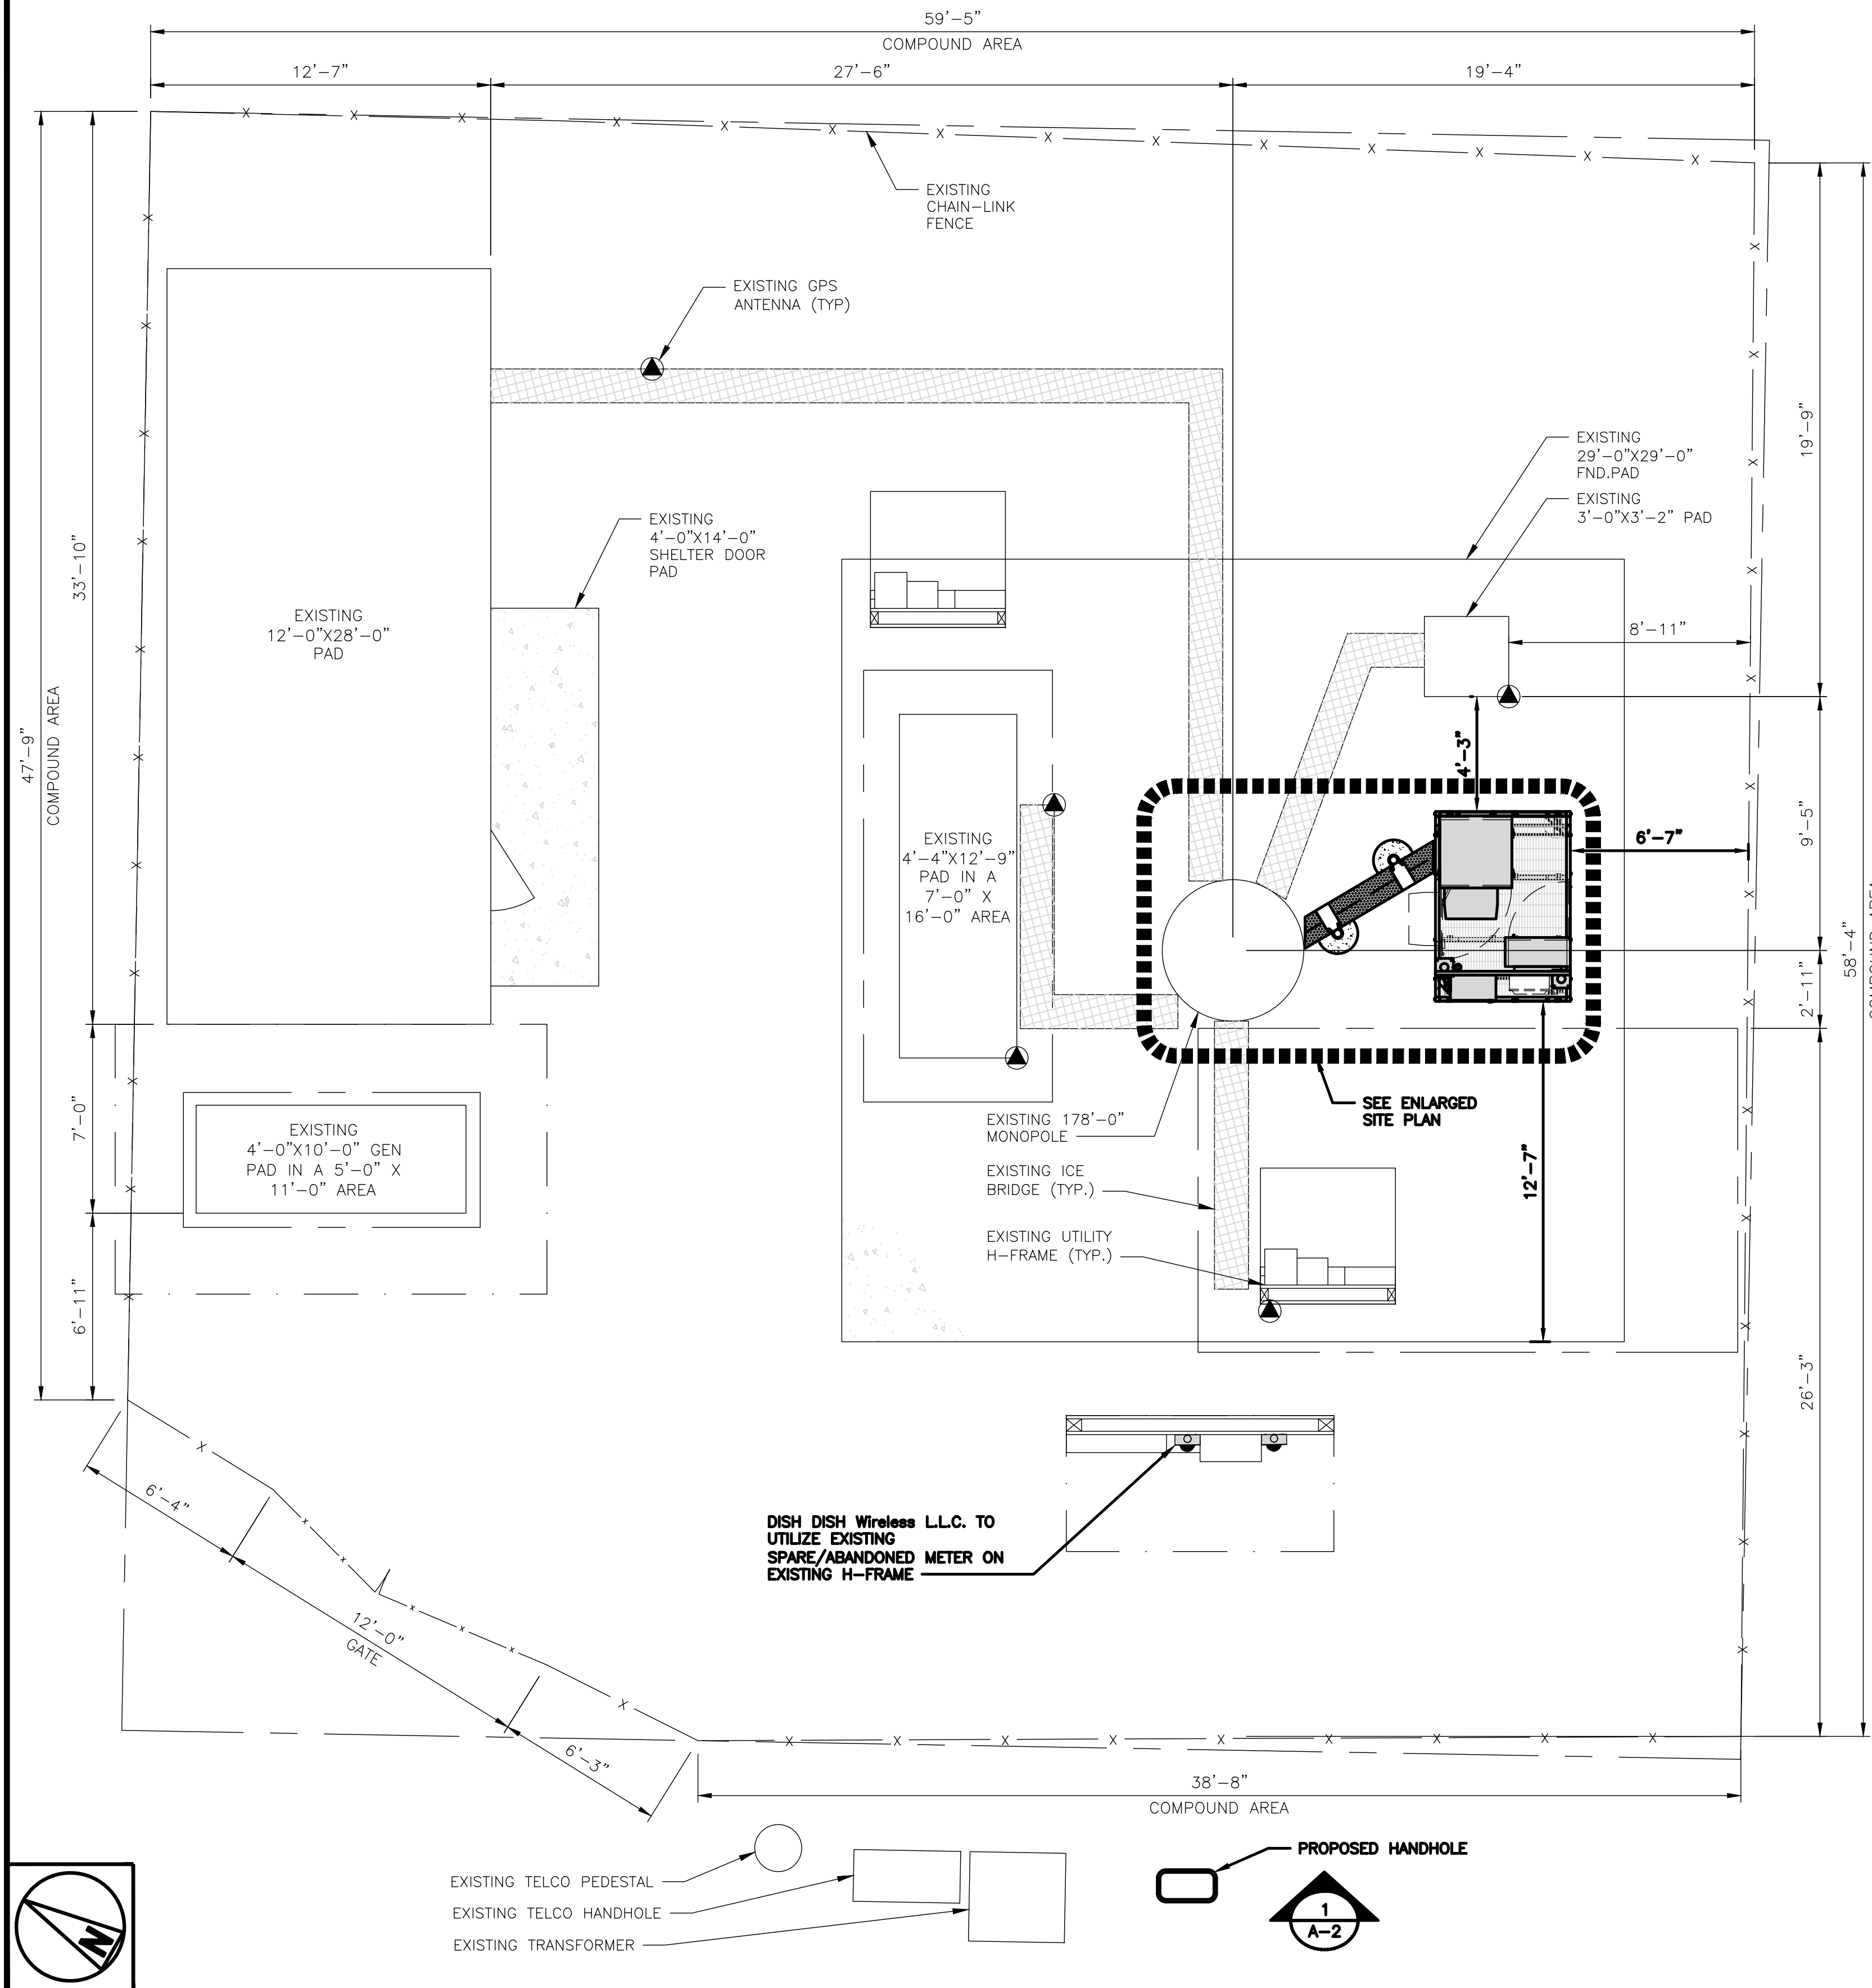 59'-5"
COMPOUND AREA
12'-7"
27'-6"
19'-4"
EXISTING
CHAIN-LINK
FENCE
EXISTING GPS
ANTENNA (TYP)
EXISTING
29'-0"X29'-0"
FND.PAD
EXISTING
3'-0"X3'-2" PAD
19'-9"
EXISTING
4'-0"X14'-0"
SHELTER DOOR
PAD
33'-10"
EXISTING
12'-0"X28'-0"
PAD
8'-11"
47'-9"
COMPOUND AREA
4'-3"
9'-5"
6'-7"
EXISTING
4'-4"X12'-9"
PAD IN A
7'-0" X
16'-0" AREA
2'-11"
58'-4"
COMPOUND AREA
SEE ENLARGED
SITE PLAN
EXISTING 178'-0"
MONOPOLE
7'-0"
EXISTING
4'-0"X10'-0" GEN
PAD IN A 5'-0" X
11'-0" AREA
EXISTING ICE
BRIDGE (TYP.)
12'-7"
EXISTING UTILITY
H-FRAME (TYP.)
6'-11"
26'-3"
6'-4"
DISH DISH Wireless L.L.C. TO
UTILIZE EXISTING
SPARE/ABANDONED METER ON
EXISTING H-FRAME
12'-0"
GATE
6'-3"
38'-8"
COMPOUND AREA
PROPOSED HANDHOLE
EXISTING TELCO PEDESTAL
EXISTING TELCO HANDHOLE
EXISTING TRANSFORMER
1
A-2
N